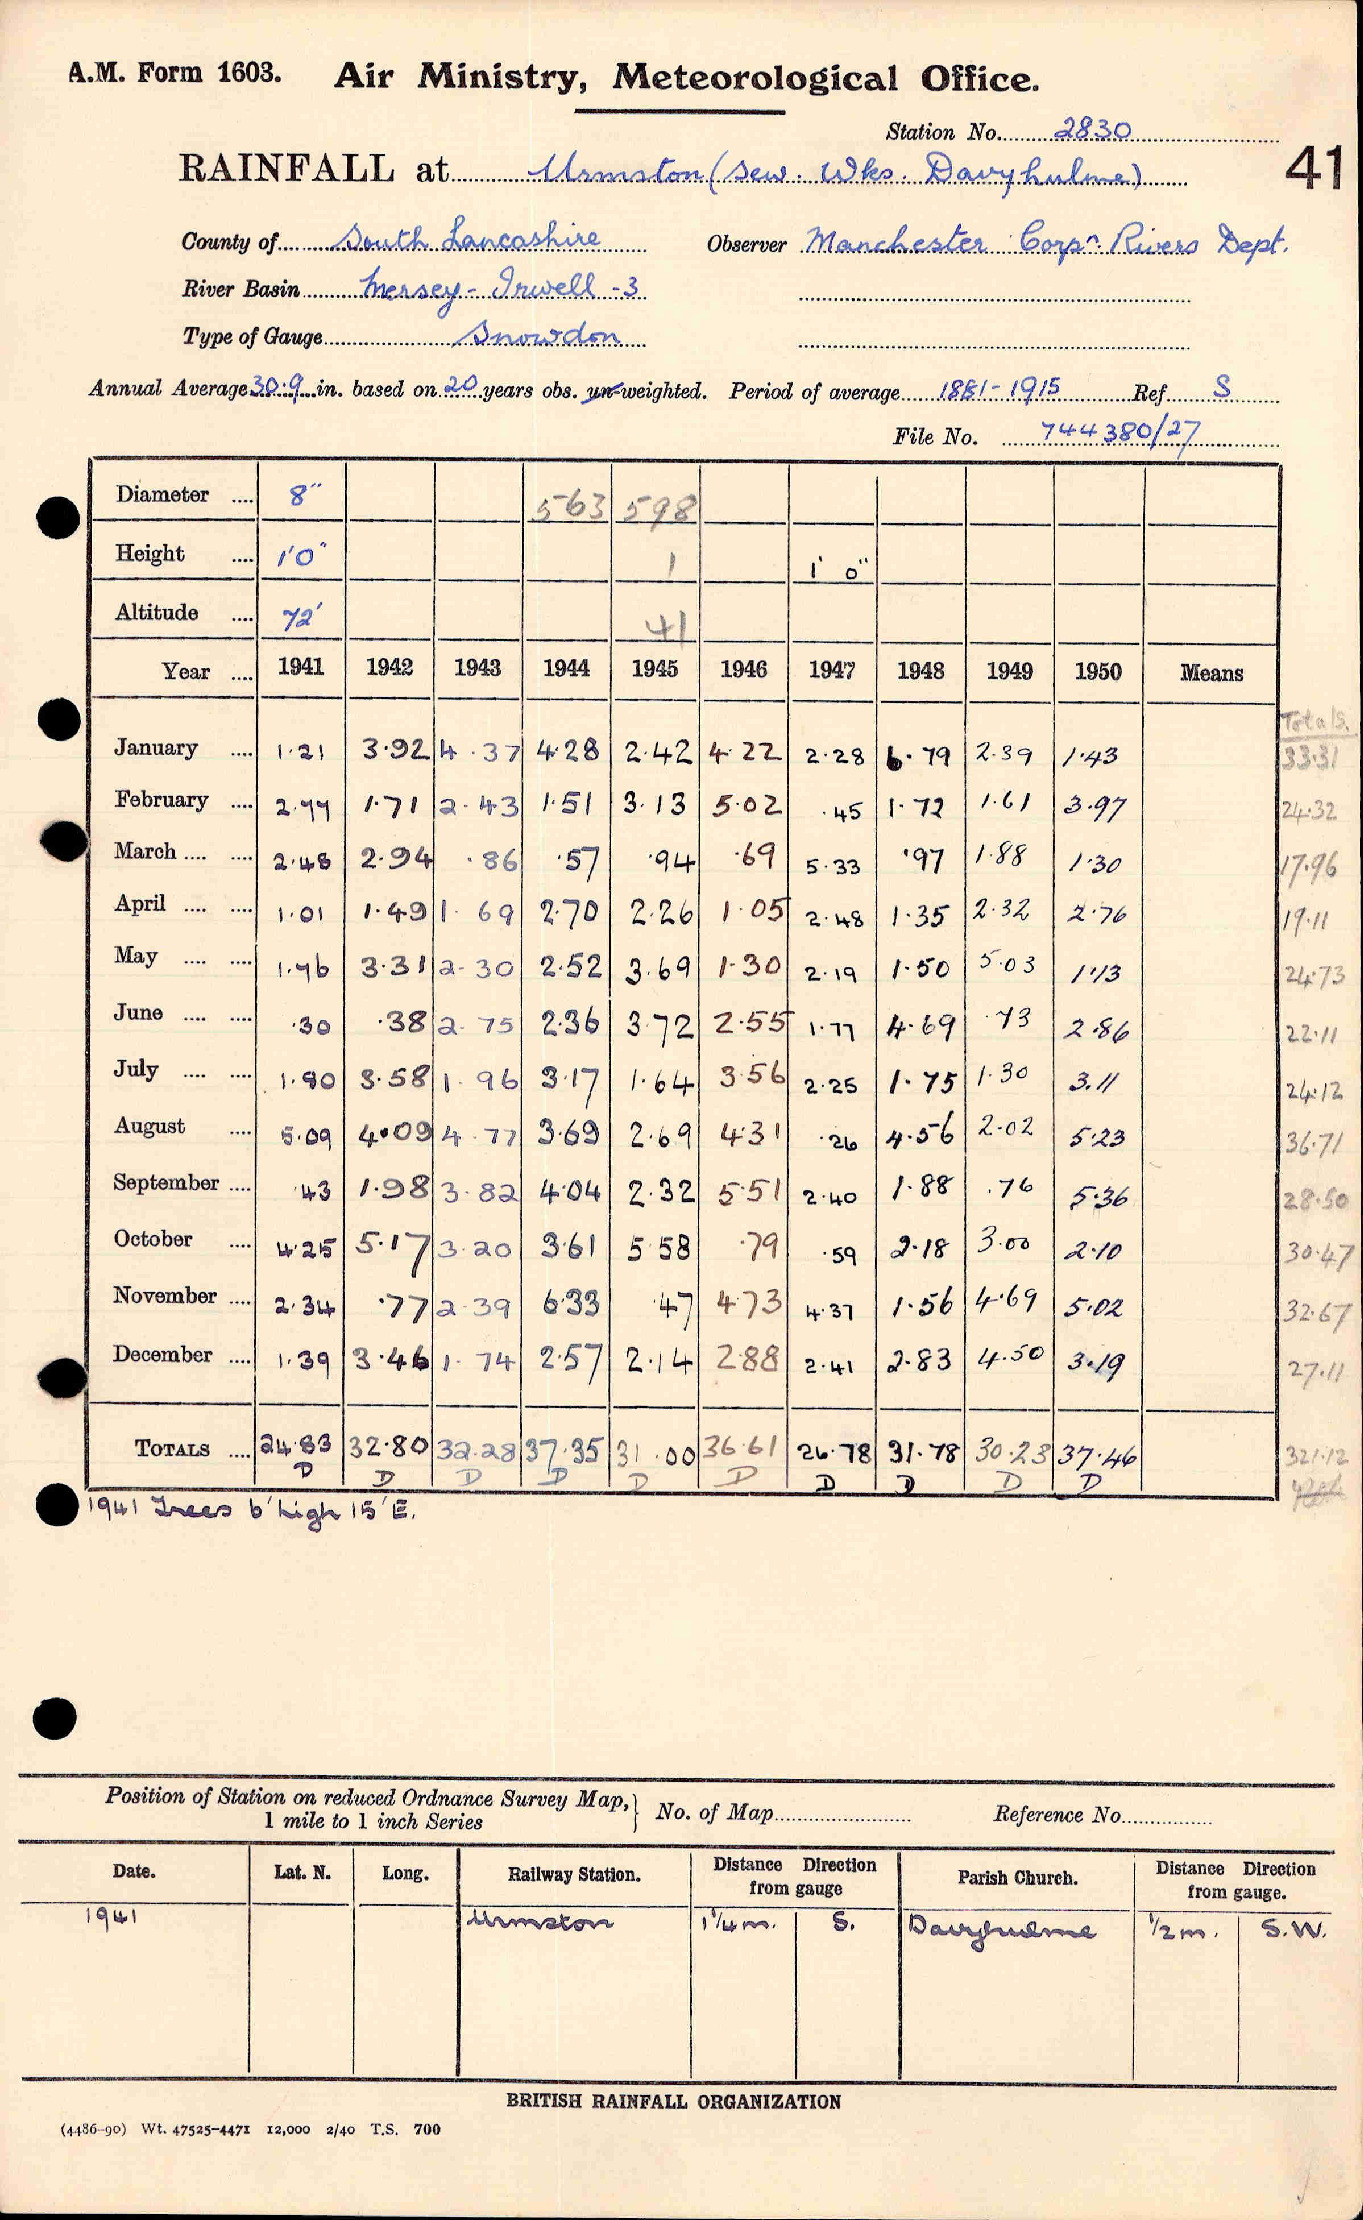 A.M. Form 1603. Air Ministry, Meteorological Office.
Station No. 2830
41
RAINFALL at Urmston (Sew. Wks. Davyhulme)
County of South Lancashire Observer Manchester Corpn. Rivers Dept.
River Basin Mersey - Irwell - 3
Type of Gauge Snowdon
Annual Average 30.9 in. based on 20 years obs. un-weighted. Period of average 1881-1915 Ref S
File No. 744380/27
Diameter .... 8" 563 598
Height .... 1'0" 1 1' 0"
Altitude .... 72' 41
Year .... 1941 1942 1943 1944 1945 1946 1947 1948 1949 1950 Means
Totals.
January .... 1.21 3.92 4.37 4.28 2.42 4.22 2.28 6.79 2.39 1.43 33.31
February .... 2.77 1.71 2.43 1.51 3.13 5.02 .45 1.72 1.61 3.97 24.32
March .... .... 2.48 2.94 .86 .57 .94 .69 5.33 .97 1.88 1.30 17.96
April .... .... 1.01 1.49 1.69 2.70 2.26 1.05 2.48 1.35 2.32 2.76 19.11
May .... .... 1.76 3.31 2.30 2.52 3.69 1.30 2.19 1.50 5.03 1.13 24.73
June .... .... .30 .38 2.75 2.36 3.72 2.55 1.77 4.69 .73 2.86 22.11
July .... .... 1.80 3.58 1.96 3.17 1.64 3.56 2.25 1.75 1.30 3.11 24.12
August .... 5.09 4.09 4.77 3.69 2.69 4.31 .26 4.56 2.02 5.23 36.71
September .... .43 1.98 3.82 4.04 2.32 5.51 2.40 1.88 .76 5.36 28.50
October .... 4.25 5.17 3.20 3.61 5.58 .79 .59 2.18 3.00 2.10 30.47
November .... 2.34 .77 2.39 6.33 .47 4.73 4.37 1.56 4.69 5.02 32.67
December .... 1.39 3.46 1.74 2.57 2.14 2.88 2.41 2.83 4.50 3.19 27.11
TOTALS .... 24.83 32.80 32.28 37.35 31.00 36.61 26.78 31.78 30.23 37.46 321.12
D D D D D D D D D D
1941 Trees 6' high 15' E.
Position of Station on reduced Ordnance Survey Map,
1 mile to 1 inch Series
No. of Map Reference No.
Date. Lat. N. Long. Railway Station. Distance Direction from gauge Parish Church. Distance Direction from gauge.
1941 Urmston 1¼ m. S. Davyhulme ½ m. S.W.
BRITISH RAINFALL ORGANIZATION
(4486-90) Wt. 47525-4471 12,000 2/40 T.S. 700